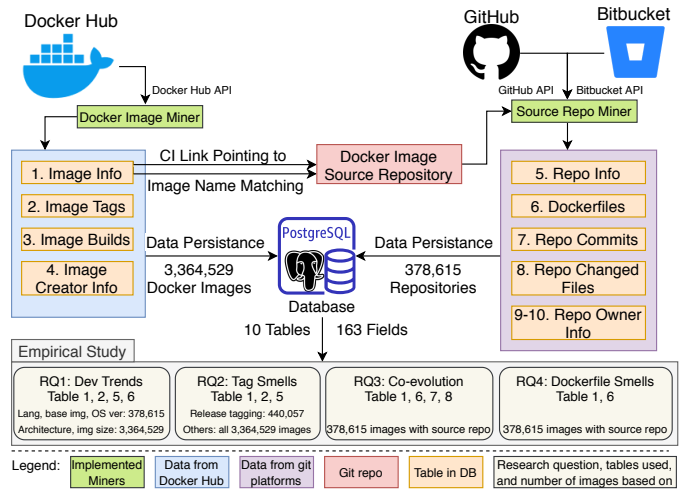 Docker Hub
GitHub
Bitbucket
Docker Hub API
GitHub API
Bitbucket API
Docker Image Miner
Source Repo Miner
1. Image Info
2. Image Tags
3. Image Builds
4. Image
Creator Info
CI Link Pointing to
Image Name Matching
Docker Image
Source Repository
5. Repo Info
6. Dockerfiles
7. Repo Commits
8. Repo Changed
Files
9-10. Repo Owner
Info
Data Persistance
3,364,529
Docker Images
PostgreSQL
Database
Data Persistance
378,615
Repositories
10 Tables
163 Fields
Empirical Study
RQ1: Dev Trends
Table 1, 2, 5, 6
Lang, base img, OS ver: 378,615
Architecture, img size: 3,364,529
RQ2: Tag Smells
Table 1, 2, 5
Release tagging: 440,057
Others: all 3,364,529 images
RQ3: Co-evolution
Table 1, 6, 7, 8
378,615 images with source repo
RQ4: Dockerfile Smells
Table 1, 6
378,615 images with source repo
Legend:
Implemented
Miners
Data from
Docker Hub
Data from git
platforms
Git repo
Table in DB
Research question, tables used,
and number of images based on